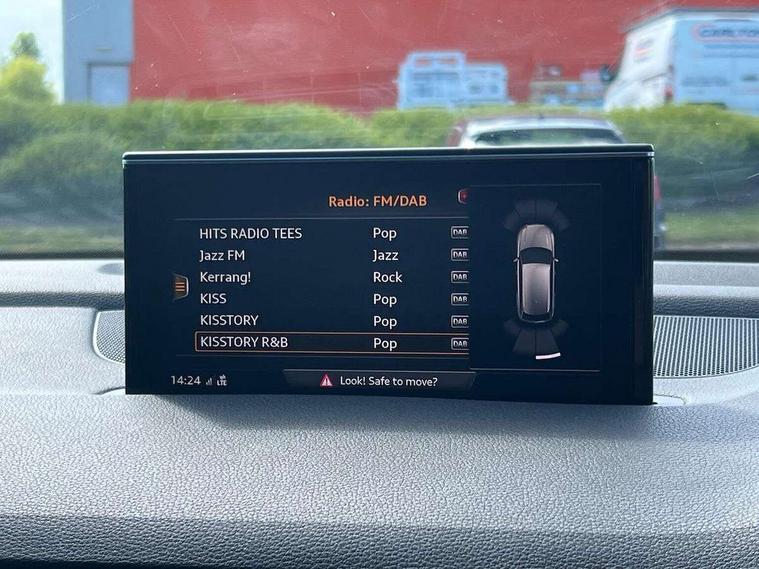 CARLTON
Radio: FM/DAB
HITS RADIO TEES Pop DAB
Jazz FM Jazz DAB
Kerrang! Rock DAB
KISS Pop DAB
KISSTORY Pop DAB
KISSTORY R&B Pop DAB
14:24 LTE Look! Safe to move?